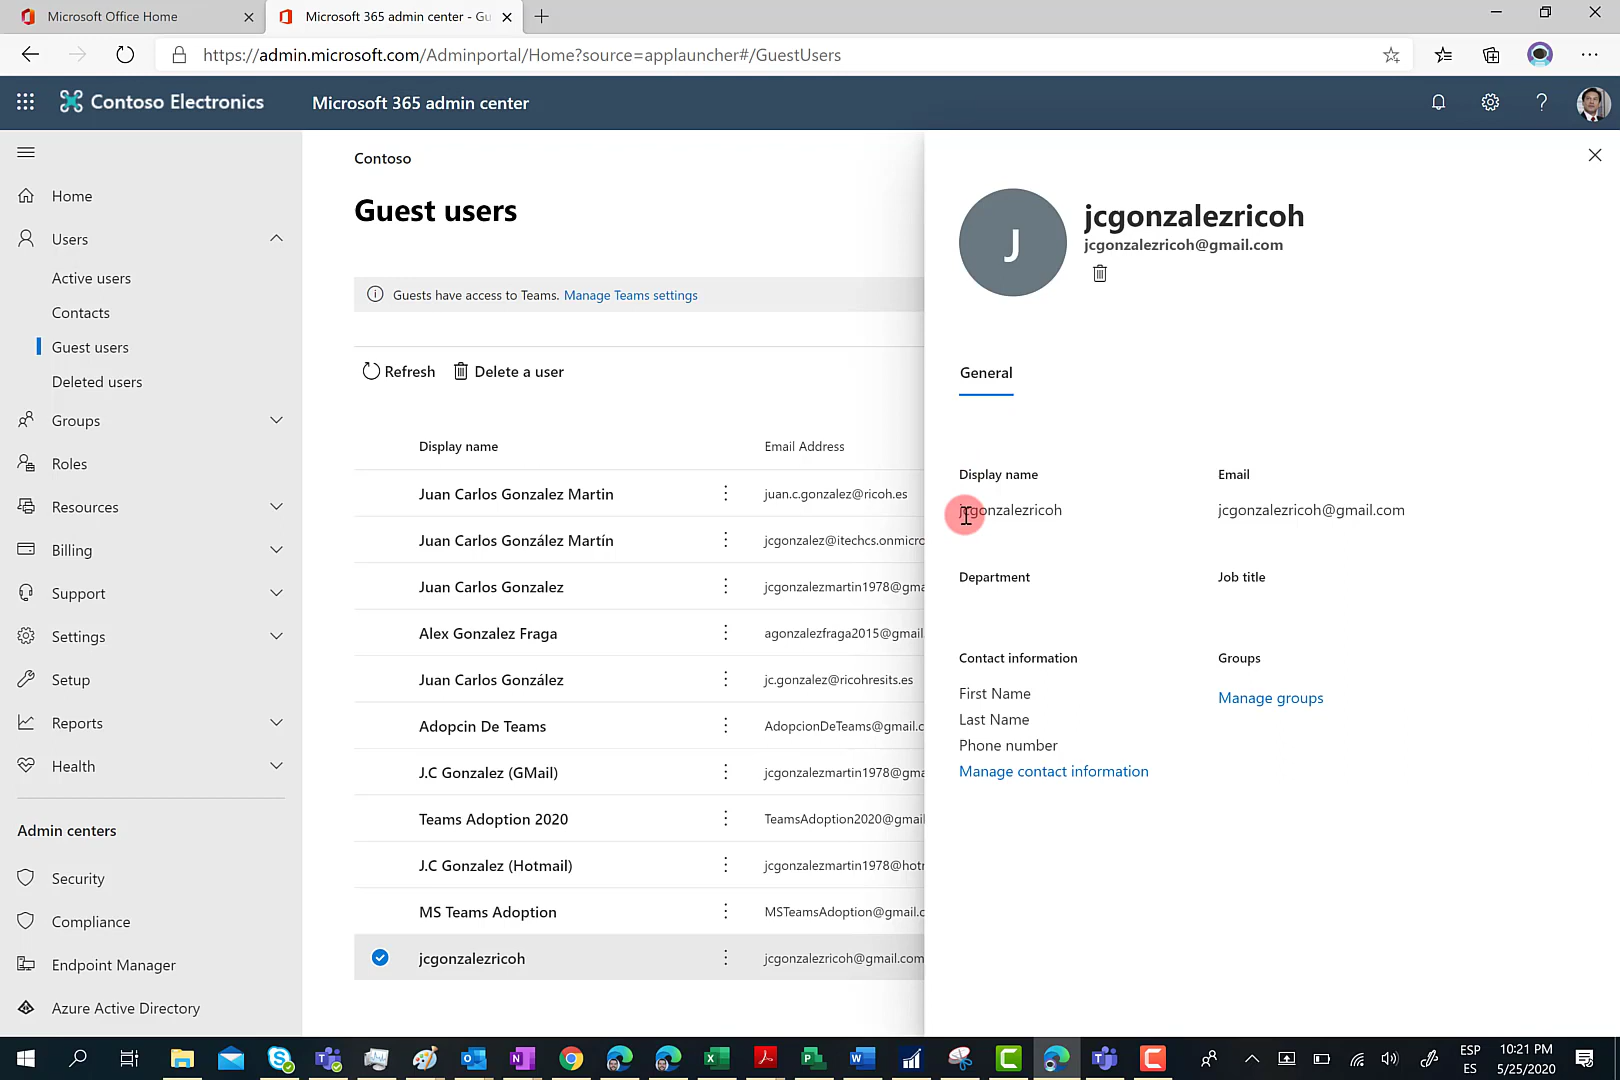 Microsoft Office Home
Microsoft 365 admin center - Gu
https://admin.microsoft.com/Adminportal/Home?source=applauncher#/GuestUsers
Contoso Electronics
Microsoft 365 admin center
Home
Users
Active users
Contacts
Guest users
Deleted users
Groups
Roles
Resources
Billing
Support
Settings
Setup
Reports
Health
Admin centers
Security
Compliance
Endpoint Manager
Azure Active Directory
Contoso
Guest users
Guests have access to Teams. Manage Teams settings
Refresh Delete a user
Display name Email Address
Juan Carlos Gonzalez Martin juan.c.gonzalez@ricoh.es
Juan Carlos González Martín jcgonzalez@itechcs.onmicro
Juan Carlos Gonzalez jcgonzalezmartin1978@gma
Alex Gonzalez Fraga agonzalezfraga2015@gmail.
Juan Carlos González jc.gonzalez@ricohresits.es
Adopcin De Teams AdopcionDeTeams@gmail.c
J.C Gonzalez (GMail) jcgonzalezmartin1978@gma
Teams Adoption 2020 TeamsAdoption2020@gmail
J.C Gonzalez (Hotmail) jcgonzalezmartin1978@hotm
MS Teams Adoption MSTeamsAdoption@gmail.c
jcgonzalezricoh jcgonzalezricoh@gmail.com
J
jcgonzalezricoh
jcgonzalezricoh@gmail.com
General
Display name Email
jcgonzalezricoh jcgonzalezricoh@gmail.com
Department Job title
Contact information Groups
First Name
Manage groups
Last Name
Phone number
Manage contact information
ESP
ES
10:21 PM
5/25/2020